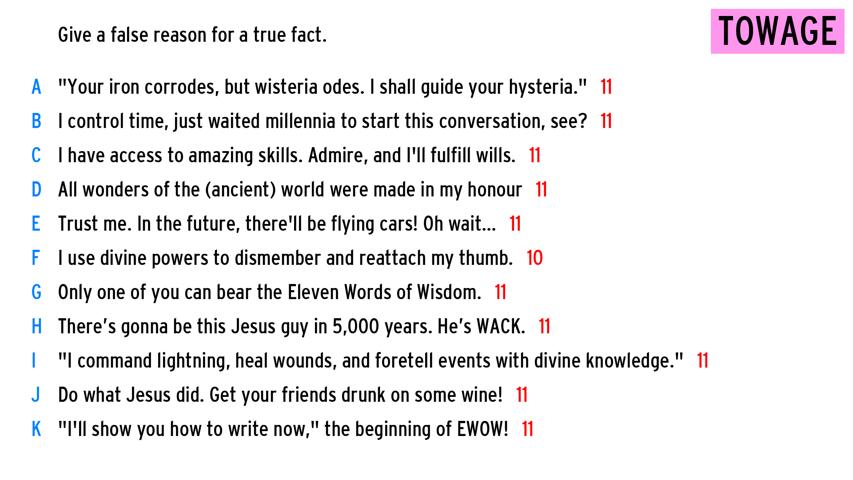 Give a false reason for a true fact.
TOWAGE
A "Your iron corrodes, but wisteria odes. I shall guide your hysteria." 11
B I control time, just waited millennia to start this conversation, see? 11
C I have access to amazing skills. Admire, and I'll fulfill wills. 11
D All wonders of the (ancient) world were made in my honour 11
E Trust me. In the future, there'll be flying cars! Oh wait... 11
F I use divine powers to dismember and reattach my thumb. 10
G Only one of you can bear the Eleven Words of Wisdom. 11
H There's gonna be this Jesus guy in 5,000 years. He's WACK. 11
I "I command lightning, heal wounds, and foretell events with divine knowledge." 11
J Do what Jesus did. Get your friends drunk on some wine! 11
K "I'll show you how to write now," the beginning of EWOW! 11